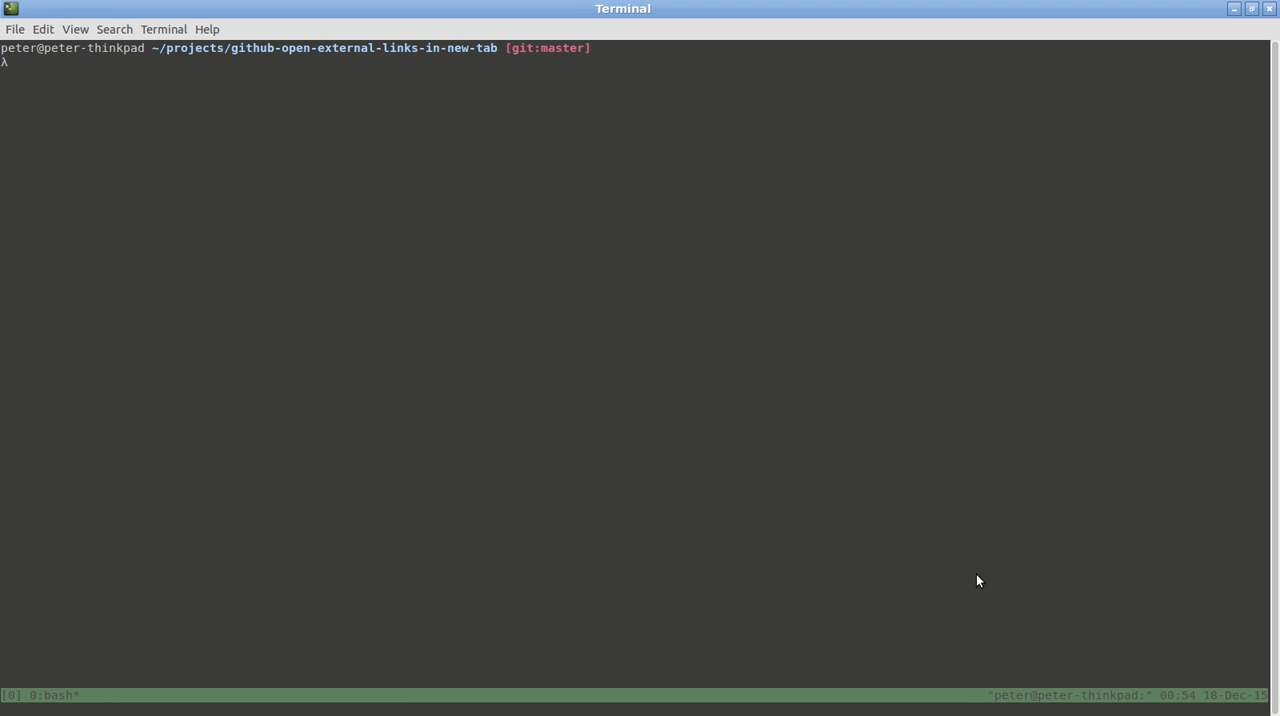 Terminal
File Edit View Search Terminal Help
peter@peter-thinkpad ~/projects/github-open-external-links-in-new-tab [git:master]
λ
[0] 0:bash* "peter@peter-thinkpad:" 00:54 18-Dec-15